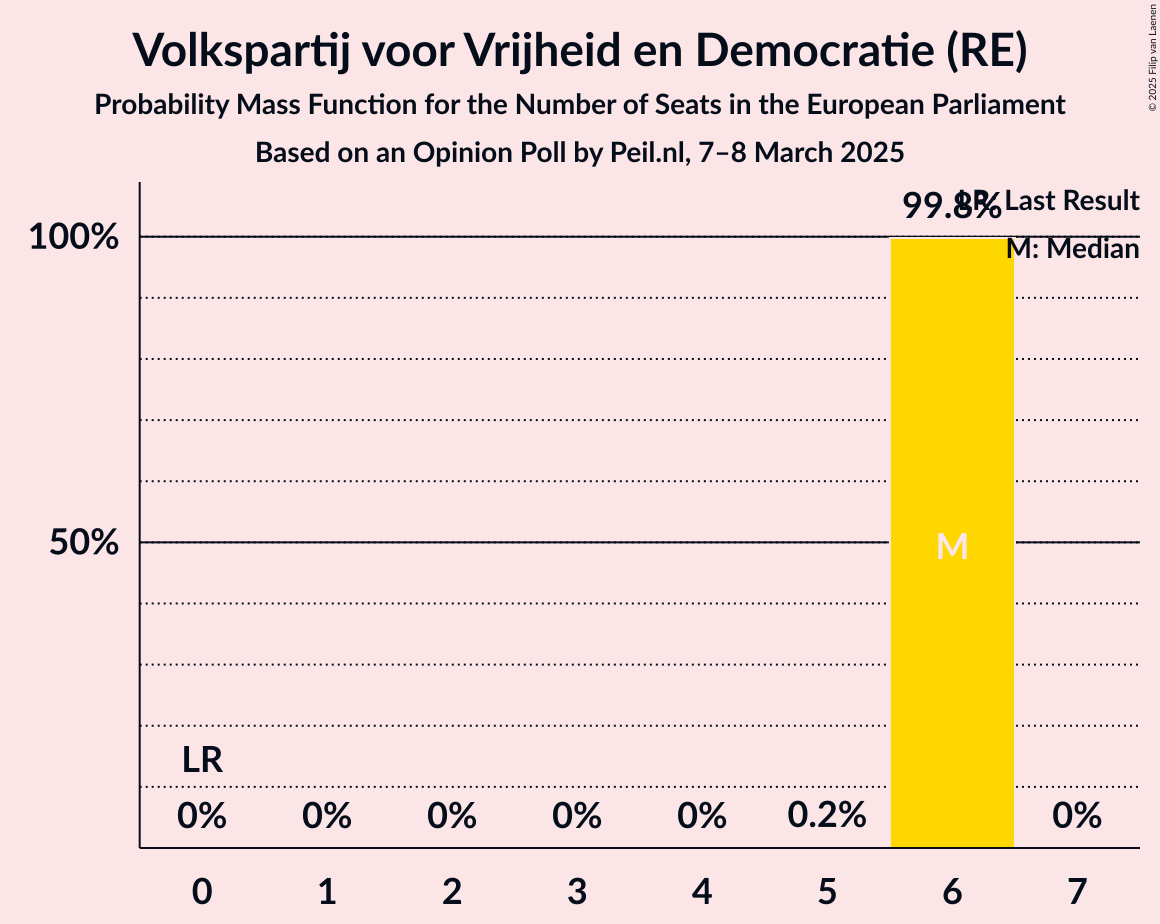 Volkspartij voor Vrijheid en Democratie (RE)
Probability Mass Function for the Number of Seats in the European Parliament
Based on an Opinion Poll by Peil.nl, 7–8 March 2025
© 2025 Filip van Laenen
99.8%
LR: Last Result
M: Median
100%
50%
M
LR
0% 0% 0% 0% 0% 0.2% 0%
0 1 2 3 4 5 6 7